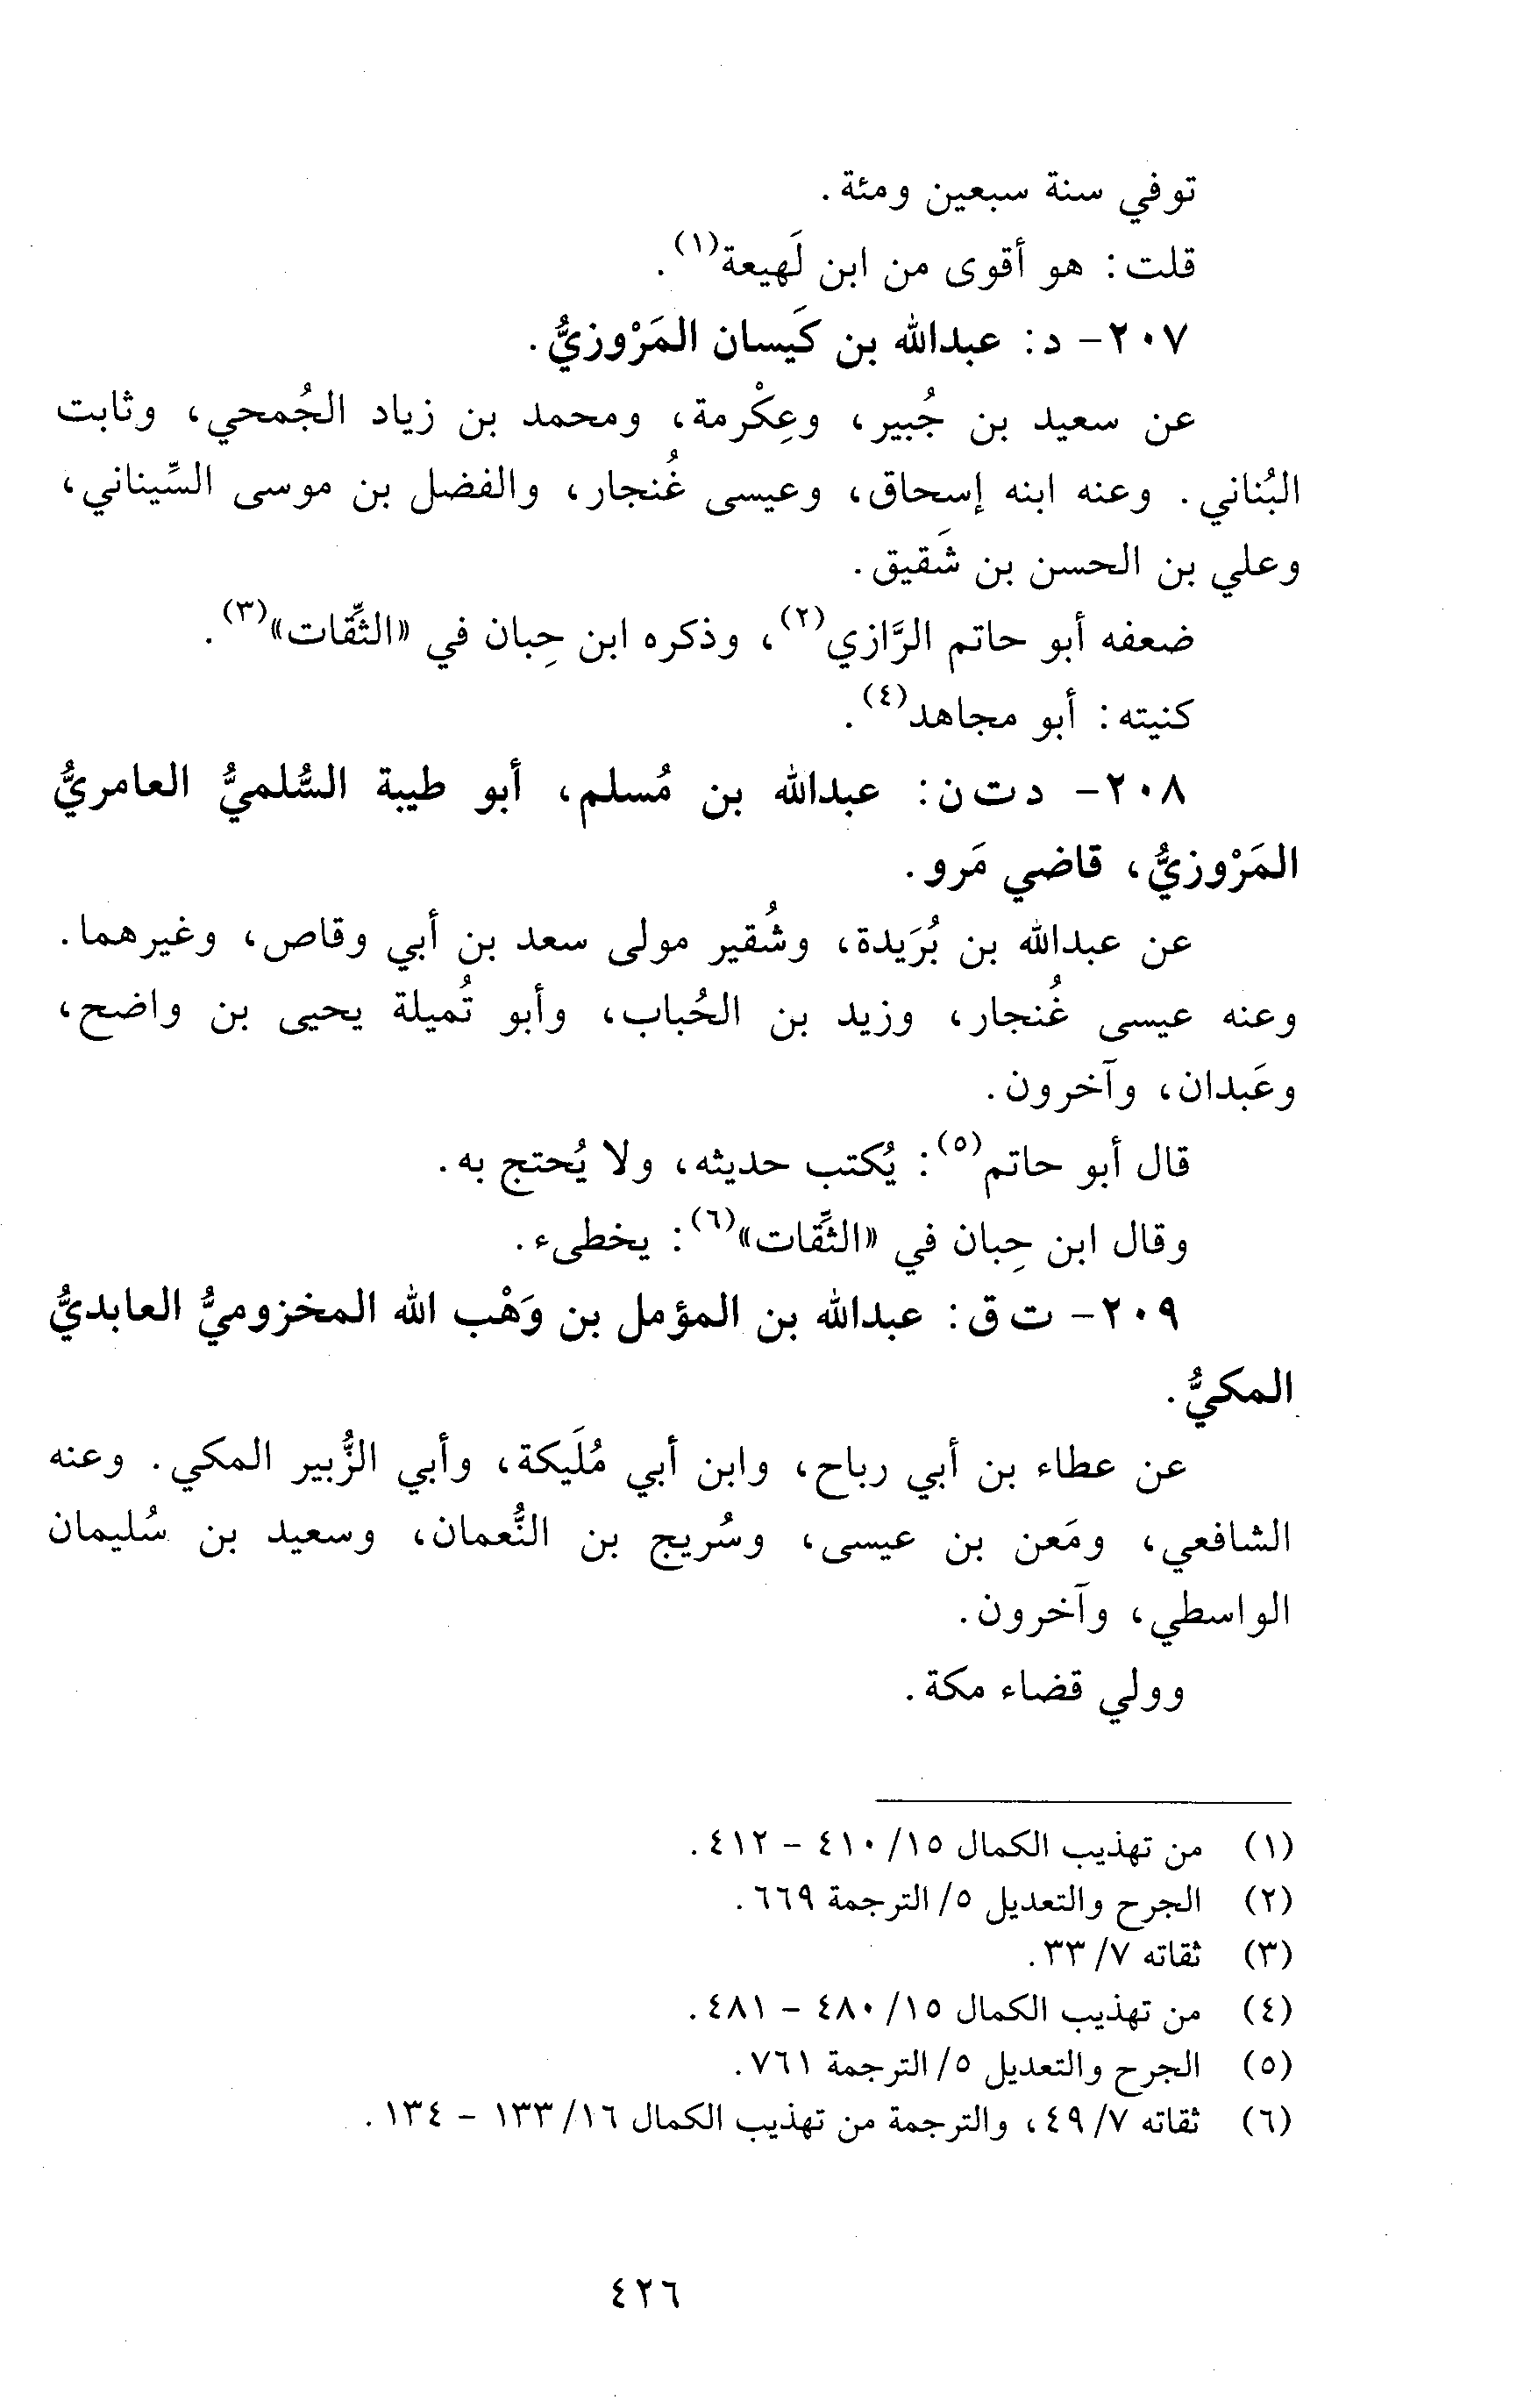 توفي سنة سبعين ومئة.
قلت: هو أقوى من ابن لَهيعة(١).
٢٠٧- د: عبدالله بن كَيسان المَرْوزيُّ.
عن سعيد بن جُبير، وعِكْرمة، ومحمد بن زياد الجُمحي، وثابت
البُناني. وعنه ابنه إسحاق، وعيسى غُنجار، والفضل بن موسى السِّيناني،
وعلي بن الحسن بن شَقيق.
ضعفه أبو حاتم الرَّازي(٢)، وذكره ابن حِبان في «الثِّقات»(٣).
كنيته: أبو مجاهد(٤).
٢٠٨- د ت ن: عبدالله بن مُسلم، أبو طيبة السُّلميُّ العامريُّ
المَرْوزيُّ، قاضي مَرو.
عن عبدالله بن بُرَيدة، وشُقير مولى سعد بن أبي وقاص، وغيرهما.
وعنه عيسى غُنجار، وزيد بن الحُباب، وأبو تُميلة يحيى بن واضح،
وعَبدان، وآخرون.
قال أبو حاتم(٥): يُكتب حديثه، ولا يُحتج به.
وقال ابن حِبان في «الثِّقات»(٦): يخطىء.
٢٠٩- ت ق: عبدالله بن المؤمل بن وَهْب الله المخزوميُّ العابديُّ
المكيُّ.
عن عطاء بن أبي رباح، وابن أبي مُلَيكة، وأبي الزُّبير المكي. وعنه
الشافعي، ومَعن بن عيسى، وسُريج بن النُّعمان، وسعيد بن سُليمان
الواسطي، وآخرون.
وولي قضاء مكة.
(١) من تهذيب الكمال ١٥/ ٤١٠ - ٤١٢.
(٢) الجرح والتعديل ٥/ الترجمة ٦٦٩.
(٣) ثقاته ٧/ ٣٣.
(٤) من تهذيب الكمال ١٥/ ٤٨٠ - ٤٨١.
(٥) الجرح والتعديل ٥/ الترجمة ٧٦١.
(٦) ثقاته ٧/ ٤٩، والترجمة من تهذيب الكمال ١٦/ ١٣٣ - ١٣٤.
٤٢٦